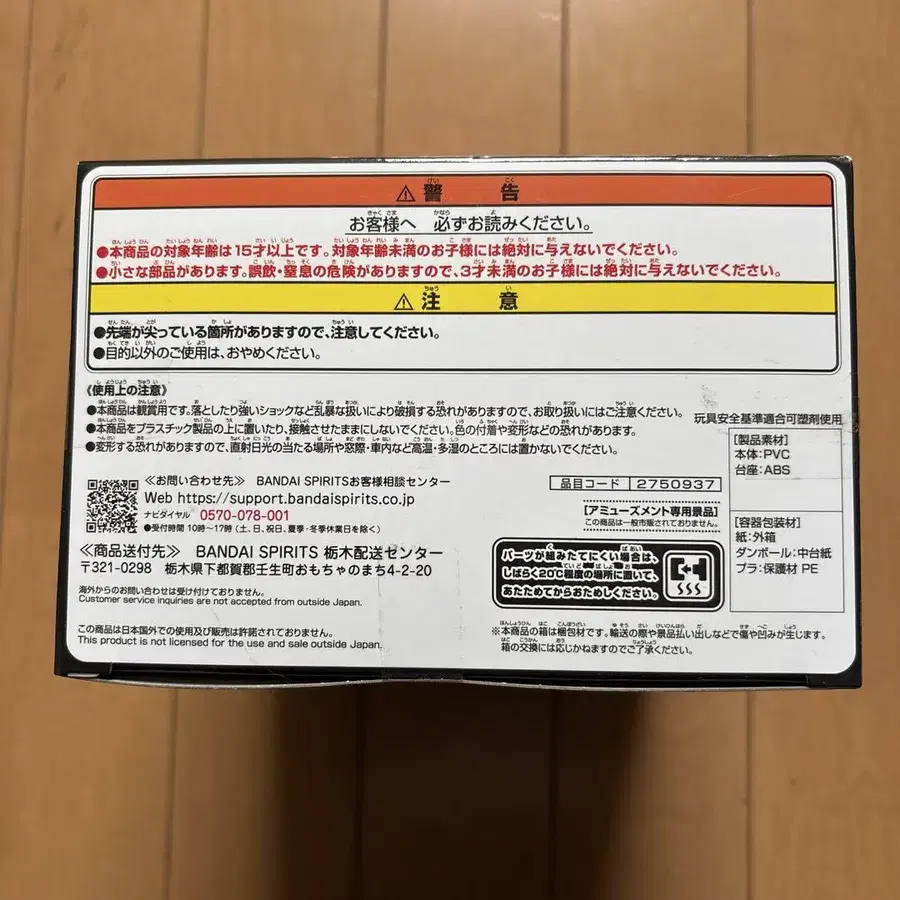 ⚠警告
お客様へ 必ずお読みください。
●本商品の対象年齢は15才以上です。対象年齢未満のお子様には絶対に与えないでください。
●小さな部品があります。誤飲・窒息の危険がありますので、3才未満のお子様には絶対に与えないでください。
⚠注意
●先端が尖っている箇所がありますので、注意してください。
●目的以外のご使用は、おやめください。
《使用上の注意》
●本商品は観賞用です。落としたり強いショックなど乱暴な扱いにより破損する恐れがありますので、お取り扱いにはご注意ください。
●本商品をプラスチック製品の上に置いたり、接触させたままにしないでください。色の付着や変形などの恐れがあります。
●変形する恐れがありますので、直射日光の当たる場所や窓際・車内など高温・多湿のところには置かないでください。
玩具安全基準適合可塑剤使用
[製品素材]
本体:PVC
台座:ABS
[容器包装材]
紙:外箱
ダンボール:中台紙
プラ:保護材 PE
≪お問い合わせ先≫ BANDAI SPIRITSお客様相談センター
Web https://support.bandaispirits.co.jp
ナビダイヤル 0570-078-001
●受付時間 10時〜17時 (土、日、祝日、夏季・冬季休業日を除く)
品目コード 2750937
[アミューズメント専用景品]
この商品は一般市販されておりません。
≪商品送付先≫ BANDAI SPIRITS 栃木配送センター
〒321-0298 栃木県下都賀郡壬生町おもちゃのまち4-2-20
パーツが組みたてにくい場合は、
しばらく20℃程度の場所に置いて、
あたためてからおためしください。
海外からのお問い合わせは受け付けておりません。
Customer service inquiries are not accepted from outside Japan.
この商品は日本国外での使用及び販売は許諾されておりません。
This product is not licensed for the use and sale outside Japan.
※本商品の箱は梱包材です。輸送の際や景品払い出しなどで傷や凹みが生じます。
箱の交換には応じかねますのでご了承ください。